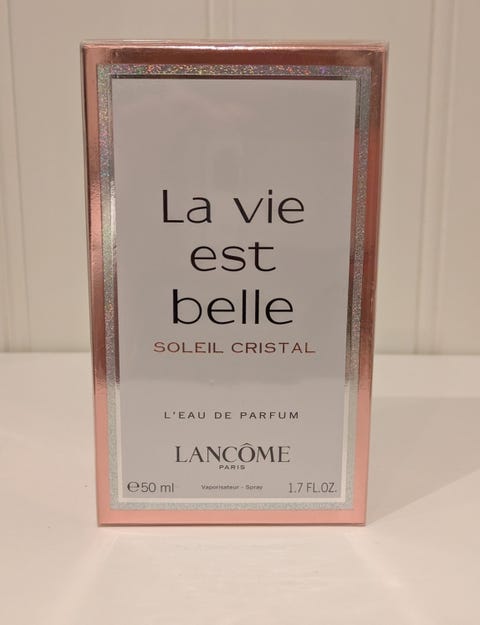 La vie
est
belle
SOLEIL CRISTAL
L'EAU DE PARFUM
LANCÔME
PARIS
℮50 ml Vaporisateur - Spray 1.7 FL.OZ.